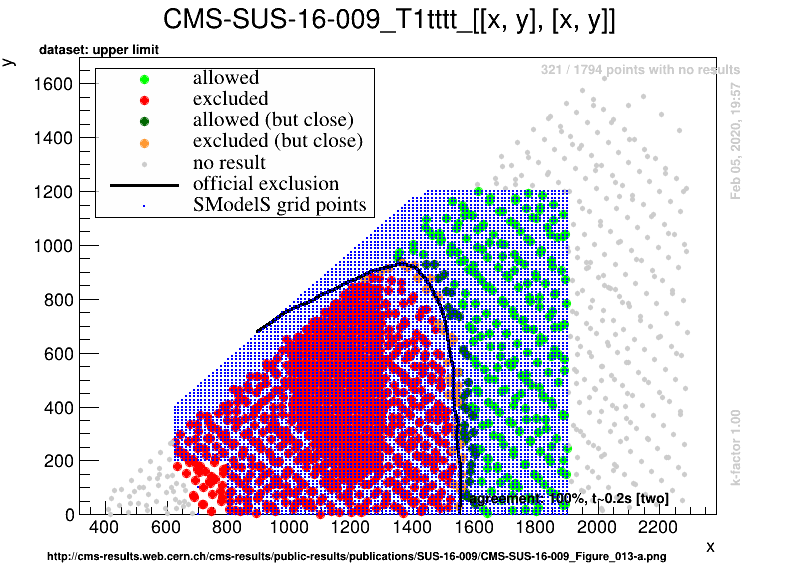 CMS-SUS-16-009_T1tttt_[[x, y], [x, y]]
dataset: upper limit
y
321 / 1794 points with no results
allowed
excluded
allowed (but close)
excluded (but close)
no result
official exclusion
SModelS grid points
Feb 05, 2020, 19:57
k-factor 1.00
1600
1400
1200
1000
800
600
400
200
0
agreement: 100%, t~0.2s [two]
400 600 800 1000 1200 1400 1600 1800 2000 2200
x
http://cms-results.web.cern.ch/cms-results/public-results/publications/SUS-16-009/CMS-SUS-16-009_Figure_013-a.png